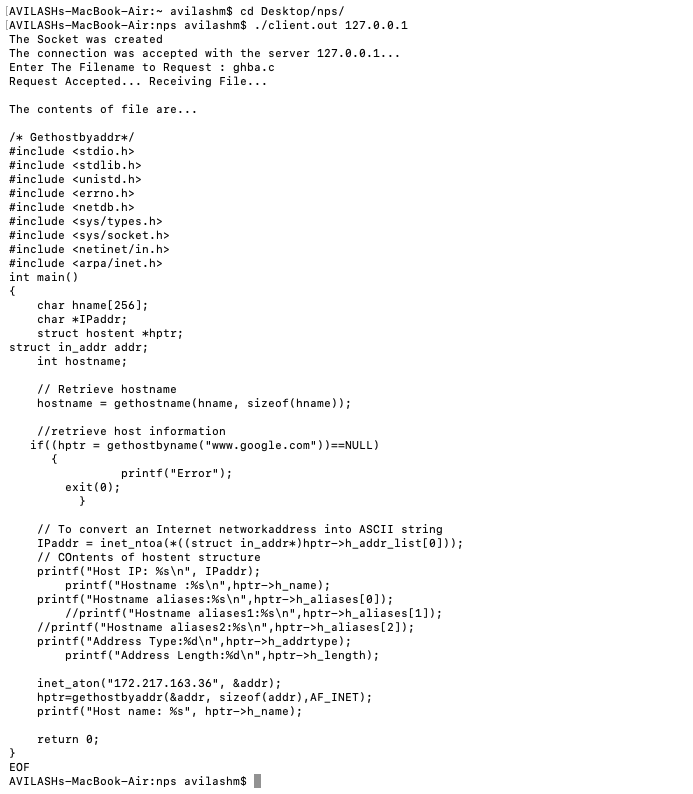 [AVILASHs-MacBook-Air:~ avilashm$ cd Desktop/nps/
[AVILASHs-MacBook-Air:nps avilashm$ ./client.out 127.0.0.1
The Socket was created
The connection was accepted with the server 127.0.0.1...
Enter The Filename to Request : ghba.c
Request Accepted... Receiving File...

The contents of file are...

/* Gethostbyaddr*/
#include <stdio.h>
#include <stdlib.h>
#include <unistd.h>
#include <errno.h>
#include <netdb.h>
#include <sys/types.h>
#include <sys/socket.h>
#include <netinet/in.h>
#include <arpa/inet.h>
int main()
{
    char hname[256];
    char *IPaddr;
    struct hostent *hptr;
struct in_addr addr;
    int hostname;

    // Retrieve hostname
    hostname = gethostname(hname, sizeof(hname));

    //retrieve host information
   if((hptr = gethostbyname("www.google.com"))==NULL)
      {
                printf("Error");
        exit(0);
          }

    // To convert an Internet networkaddress into ASCII string
    IPaddr = inet_ntoa(*((struct in_addr*)hptr->h_addr_list[0]));
    // COntents of hostent structure
    printf("Host IP: %s\n", IPaddr);
        printf("Hostname :%s\n",hptr->h_name);
    printf("Hostname aliases:%s\n",hptr->h_aliases[0]);
        //printf("Hostname aliases1:%s\n",hptr->h_aliases[1]);
    //printf("Hostname aliases2:%s\n",hptr->h_aliases[2]);
    printf("Address Type:%d\n",hptr->h_addrtype);
        printf("Address Length:%d\n",hptr->h_length);

    inet_aton("172.217.163.36", &addr);
    hptr=gethostbyaddr(&addr, sizeof(addr),AF_INET);
    printf("Host name: %s", hptr->h_name);

    return 0;
}
EOF
AVILASHs-MacBook-Air:nps avilashm$